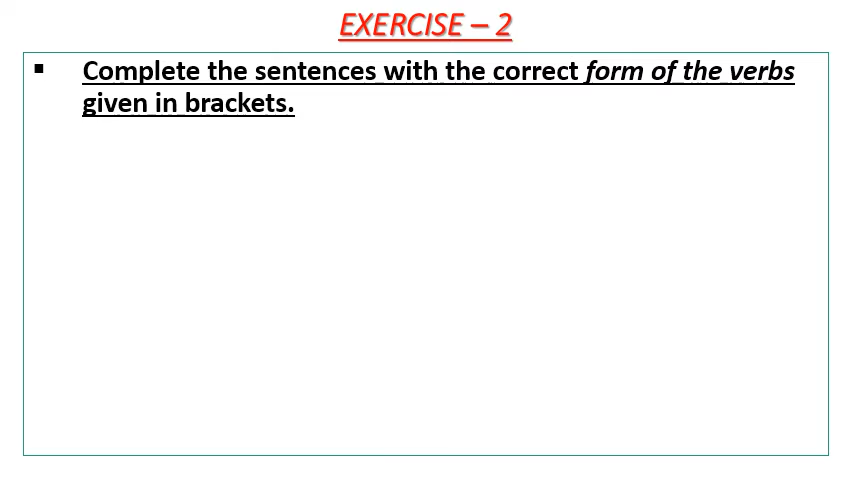 EXERCISE – 2
▪ Complete the sentences with the correct form of the verbs
given in brackets.